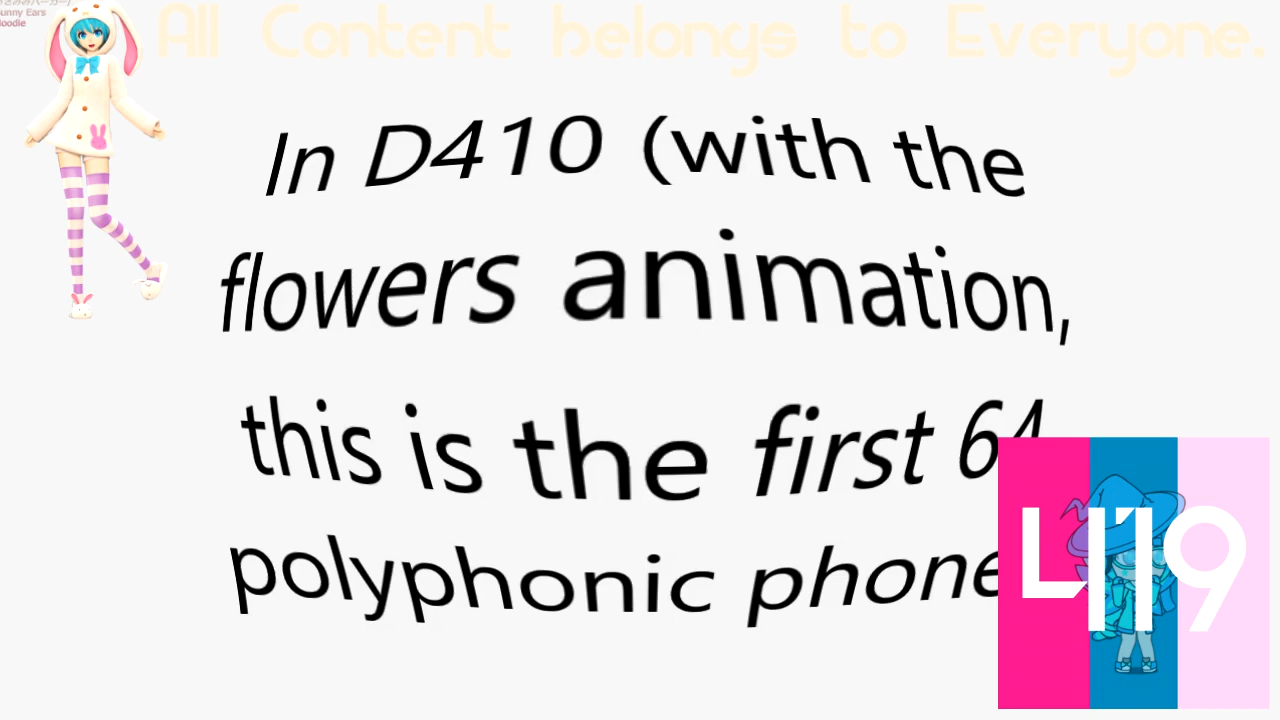 Bunny Ears
Hoodie
All Content belongs to Everyone.
In D410 (with the
flowers animation,
this is the first 64
polyphonic phone
L119